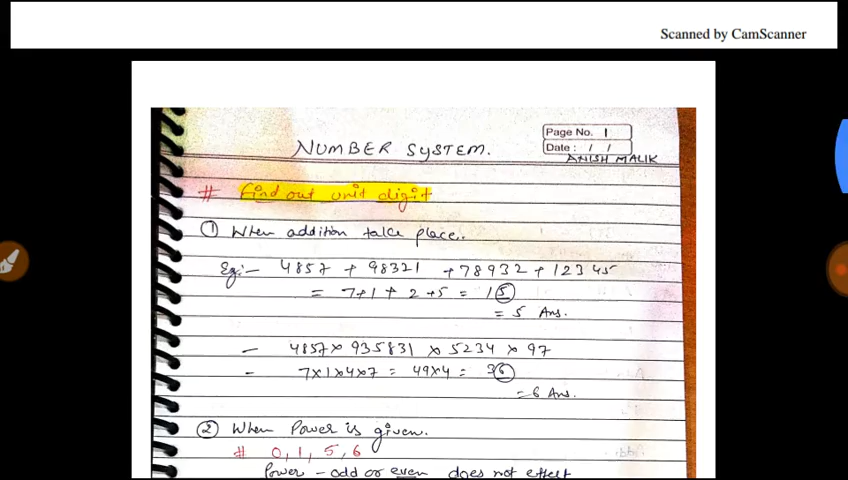 Scanned by CamScanner
Page No. 1
NUMBER SYSTEM.
Date : / /
ANISH MALIK
# Find out unit digit
① When addition take place..
Eg:- 4857 + 98321 + 78932 + 12345
= 7+1+2+5 = 15
= 5 Ans.
- 4857 × 935831 × 5234 × 97
- 7×1×4×7 = 49×4 = 36
= 6 Ans.
② When Power is given.
# 0, 1, 5, 6
Power - odd or even does not effect